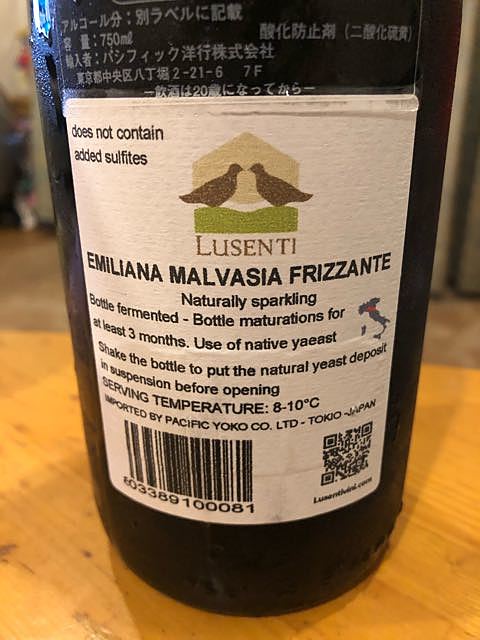 アルコール分：別ラベルに記載
容 量：750㎖
酸化防止剤（二酸化硫黄）
輸入者：パシフィック洋行株式会社
東京都中央区八丁堀2-21-6 7F
ー飲酒は20歳になってからー
does not contain
added sulfites
LUSENTI
EMILIANA MALVASIA FRIZZANTE
Naturally sparkling
Bottle fermented - Bottle maturations for
at least 3 months. Use of native yaeast
Shake the bottle to put the natural yeast deposit
in suspension before opening
SERVING TEMPERATURE: 8-10°C
IMPORTED BY PACIFIC YOKO CO. LTD - TOKIO -JAPAN
803389100081
Lusentivini.com